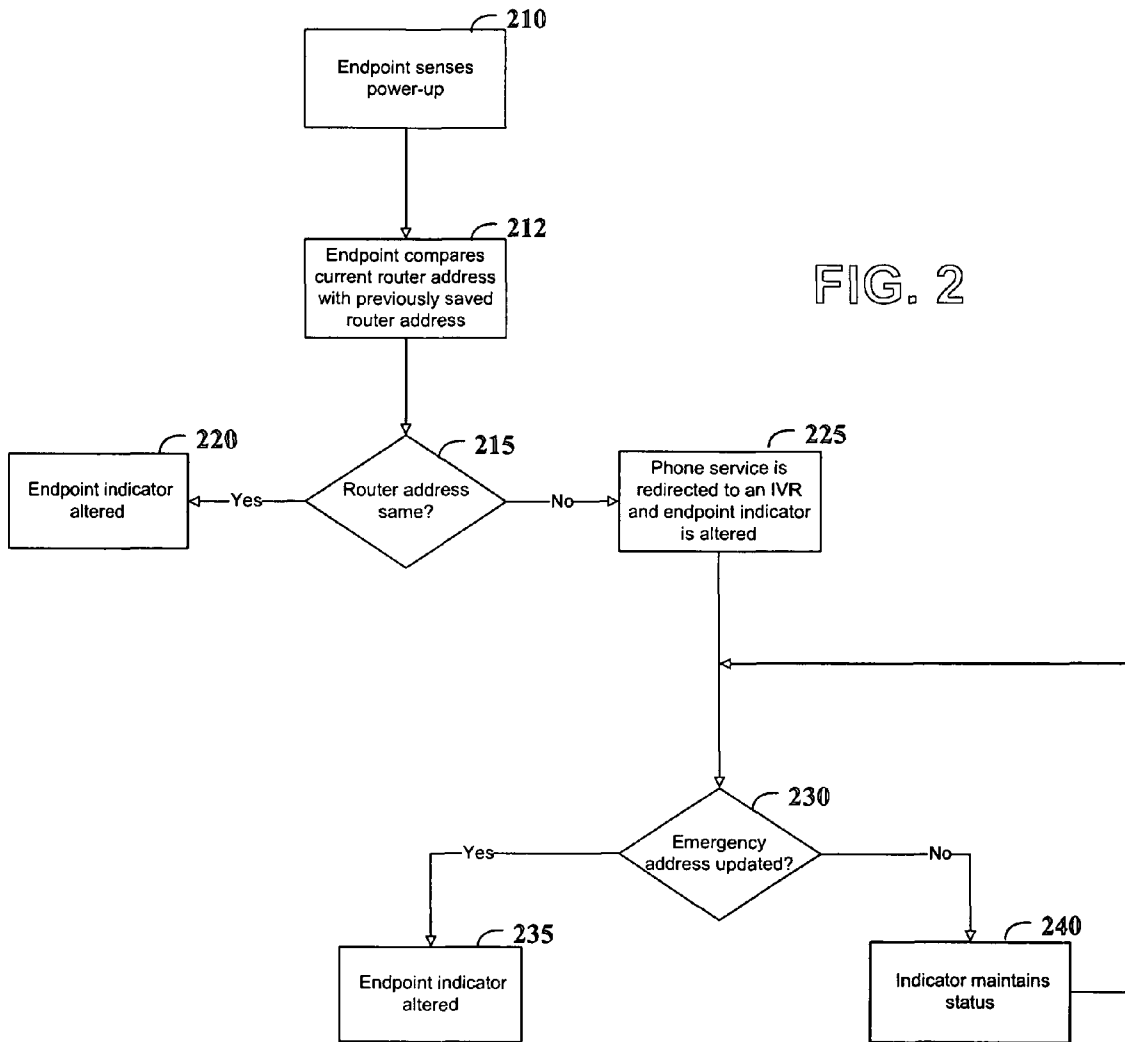 210
Endpoint senses
power-up
212
Endpoint compares
current router address
with previously saved
router address
FIG. 2
220
Endpoint indicator
altered
Yes
215
Router address
same?
No
225
Phone service is
redirected to an IVR
and endpoint indicator
is altered
230
Emergency
address updated?
Yes
No
235
Endpoint indicator
altered
240
Indicator maintains
status